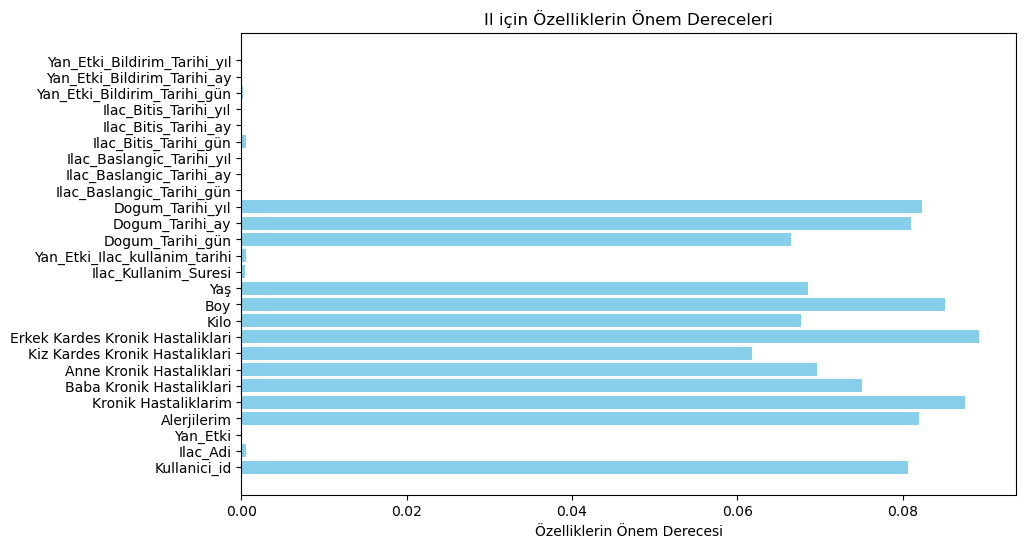 Il için Özelliklerin Önem Dereceleri
Yan_Etki_Bildirim_Tarihi_yıl
Yan_Etki_Bildirim_Tarihi_ay
Yan_Etki_Bildirim_Tarihi_gün
Ilac_Bitis_Tarihi_yıl
Ilac_Bitis_Tarihi_ay
Ilac_Bitis_Tarihi_gün
Ilac_Baslangic_Tarihi_yıl
Ilac_Baslangic_Tarihi_ay
Ilac_Baslangic_Tarihi_gün
Dogum_Tarihi_yıl
Dogum_Tarihi_ay
Dogum_Tarihi_gün
Yan_Etki_Ilac_kullanim_tarihi
Ilac_Kullanim_Suresi
Yaş
Boy
Kilo
Erkek Kardes Kronik Hastaliklari
Kiz Kardes Kronik Hastaliklari
Anne Kronik Hastaliklari
Baba Kronik Hastaliklari
Kronik Hastaliklarim
Alerjilerim
Yan_Etki
Ilac_Adi
Kullanici_id
0.00 0.02 0.04 0.06 0.08
Özelliklerin Önem Derecesi